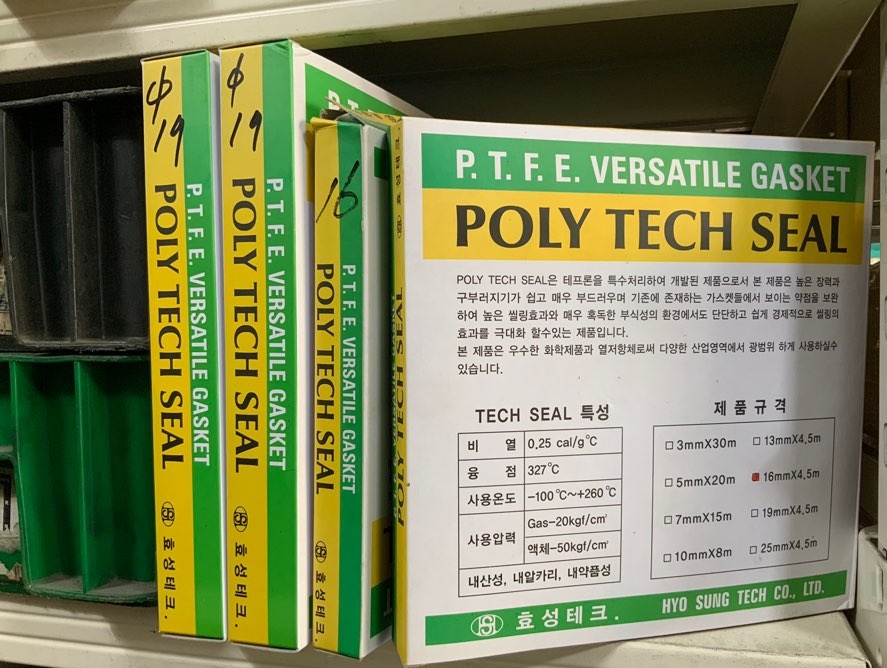 φ
19
P.T.F.E. VERSATILE GASKET
POLY TECH SEAL
효성테크.
φ
19
P.T.F.E. VERSATILE GASKET
POLY TECH SEAL
효성테크.
16
P.T.F.E. VERSATILE GASKET
POLY TECH SEAL
효성테크.
효성테크
POLY TECH SEAL
P.T.F.E. VERSATILE GASKET
POLY TECH SEAL
POLY TECH SEAL은 테프론을 특수처리하여 개발된 제품으로서 본 제품은 높은 장력과
구부러지기가 쉽고 매우 부드러우며 기존에 존재하는 가스켓들에서 보이는 약점을 보완
하여 높은 씰링효과와 매우 혹독한 부식성의 환경에서도 단단하고 쉽게 경제적으로 씰링의
효과를 극대화 할수있는 제품입니다.
본 제품은 우수한 화학제품과 열저항체로써 다양한 산업영역에서 광범위 하게 사용하실수
있습니다.
TECH SEAL 특성
비 열 0.25 cal/g℃
융 점 327℃
사용온도 -100℃~+260℃
사용압력 Gas-20kgf/cm²
액체-50kgf/cm²
내산성, 내알카리, 내약품성
제품규격
□ 3mmX30m □ 13mmX4.5m
□ 5mmX20m ■ 16mmX4.5m
□ 7mmX15m □ 19mmX4.5m
□ 10mmX8m □ 25mmX4.5m
효성테크. HYO SUNG TECH CO., LTD.